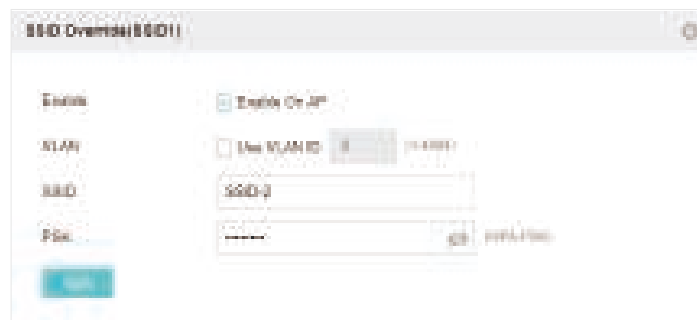 SSID Override(SSID1)
Enable Enable On AP
VLAN Use VLAN ID
SSID SSID-2
PSK